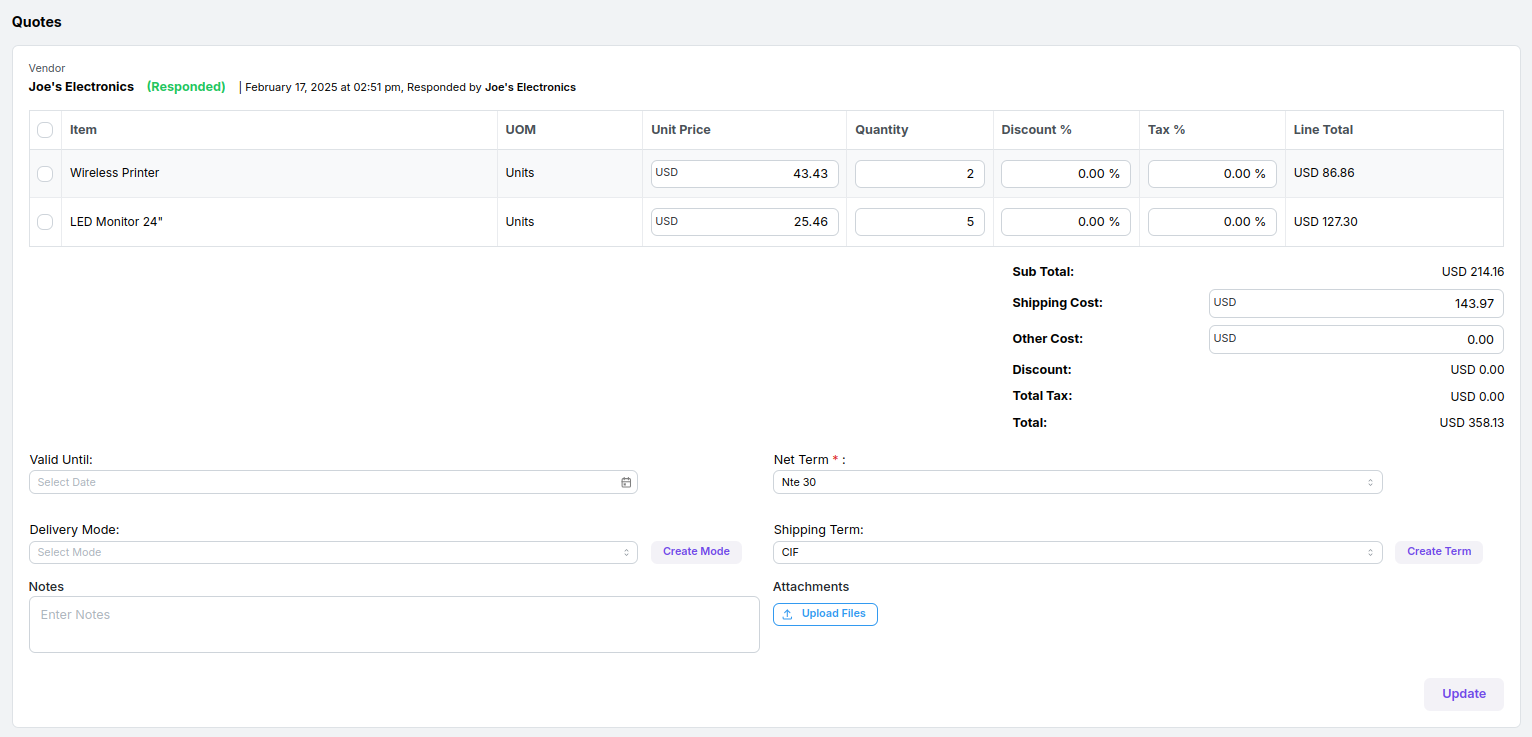 Quotes
Vendor
Joe's Electronics (Responded) | February 17, 2025 at 02:51 pm, Responded by Joe's Electronics
Item UOM Unit Price Quantity Discount % Tax % Line Total
Wireless Printer Units USD 43.43 2 0.00 % 0.00 % USD 86.86
LED Monitor 24" Units USD 25.46 5 0.00 % 0.00 % USD 127.30
Sub Total: USD 214.16
Shipping Cost: USD 143.97
Other Cost: USD 0.00
Discount: USD 0.00
Total Tax: USD 0.00
Total: USD 358.13
Valid Until: Net Term * :
Select Date Nte 30
Delivery Mode: Shipping Term:
Select Mode Create Mode CIF Create Term
Notes Attachments
Enter Notes Upload Files
Update